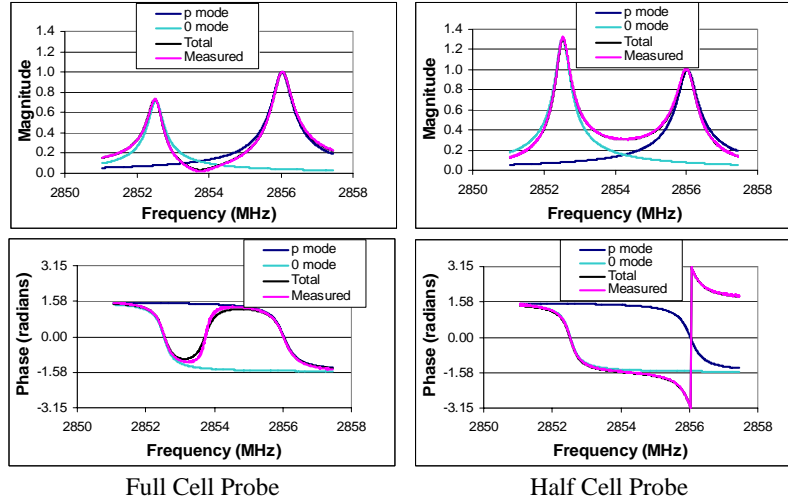 p mode
0 mode
Total
Measured
1.4
1.2
1.0
0.8
0.6
0.4
0.2
0.0
Magnitude
2850 2852 2854 2856 2858
Frequency (MHz)
p mode
0 mode
Total
Measured
1.4
1.2
1.0
0.8
0.6
0.4
0.2
0.0
Magnitude
2850 2852 2854 2856 2858
Frequency (MHz)
p mode
0 mode
Total
Measured
3.15
1.58
0.00
-1.58
-3.15
Phase (radians)
2850 2852 2854 2856 2858
Frequency (MHz)
p mode
0 mode
Total
Measured
3.15
1.58
0.00
-1.58
-3.15
Phase (radians)
2850 2852 2854 2856 2858
Frequency (MHz)
Full Cell Probe
Half Cell Probe